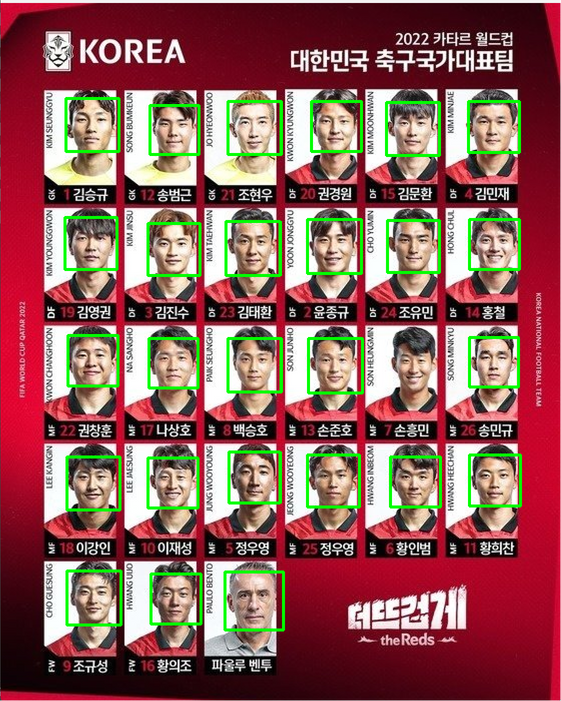 KOREA
2022 카타르 월드컵
대한민국 축구국가대표팀
KIM SEUNGGYU
GK 1 김승규
SONG BUMKEUN
GK 12 송범근
JO HYEONWOO
GK 21 조현우
KWON KYUNGWON
DF 20 권경원
KIM MOONHWAN
DF 15 김문환
KIM MINJAE
DF 4 김민재
KIM YOUNGGWON
DF 19 김영권
KIM JINSU
DF 3 김진수
KIM TAEHWAN
DF 23 김태환
YOON JONGGYU
DF 2 윤종규
CHO YUMIN
DF 24 조유민
HONG CHUL
DF 14 홍철
KWON CHANGHOON
MF 22 권창훈
NA SANGHO
MF 17 나상호
PAIK SEUNGHO
MF 8 백승호
SON JUNHO
MF 13 손준호
SON HEUNGMIN
MF 7 손흥민
SONG MINKYU
MF 26 송민규
LEE KANGIN
MF 18 이강인
LEE JAESUNG
MF 10 이재성
JUNG WOOYOUNG
MF 5 정우영
JEONG WOOYEONG
MF 25 정우영
HWANG INBEOM
MF 6 황인범
HWANG HEECHAN
MF 11 황희찬
CHO GUESUNG
FW 9 조규성
HWANG UIJO
FW 16 황의조
PAULO BENTO
파울루 벤투
더뜨겁게
the Reds
FIFA WORLD CUP QATAR 2022
KOREA NATIONAL FOOTBALL TEAM